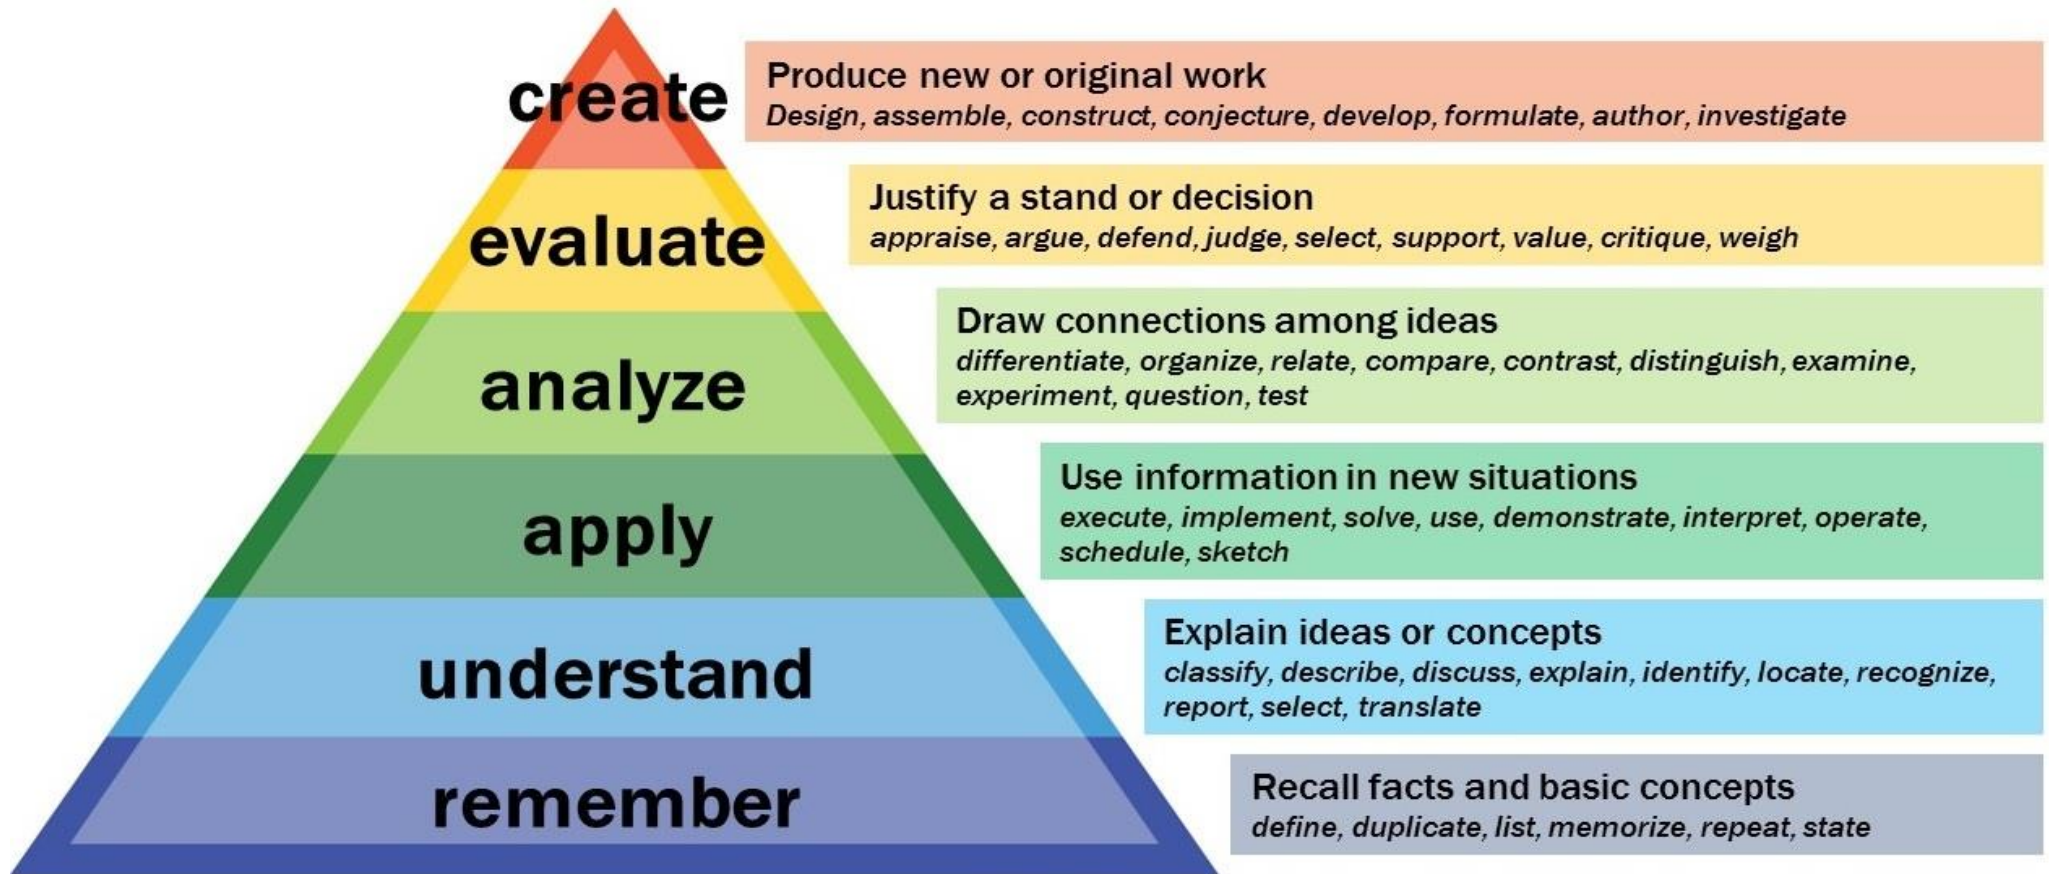 create
Produce new or original work
Design, assemble, construct, conjecture, develop, formulate, author, investigate
evaluate
Justify a stand or decision
appraise, argue, defend, judge, select, support, value, critique, weigh
analyze
Draw connections among ideas
differentiate, organize, relate, compare, contrast, distinguish, examine,
experiment, question, test
apply
Use information in new situations
execute, implement, solve, use, demonstrate, interpret, operate,
schedule, sketch
understand
Explain ideas or concepts
classify, describe, discuss, explain, identify, locate, recognize,
report, select, translate
remember
Recall facts and basic concepts
define, duplicate, list, memorize, repeat, state